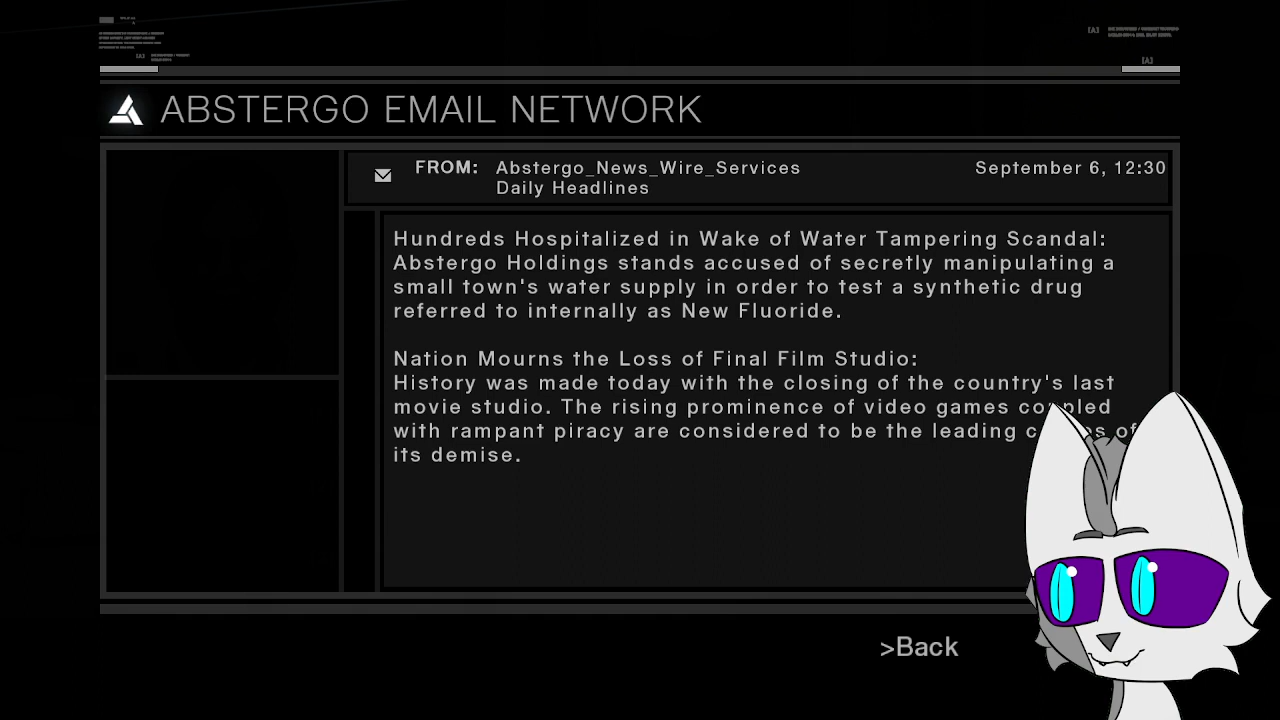 [A]
[A]
[A]
ABSTERGO EMAIL NETWORK
FROM: Abstergo_News_Wire_Services September 6, 12:30
Daily Headlines
Hundreds Hospitalized in Wake of Water Tampering Scandal:
Abstergo Holdings stands accused of secretly manipulating a
small town's water supply in order to test a synthetic drug
referred to internally as New Fluoride.
Nation Mourns the Loss of Final Film Studio:
History was made today with the closing of the country's last
movie studio. The rising prominence of video games coupled
with rampant piracy are considered to be the leading causes of
its demise.
>Back